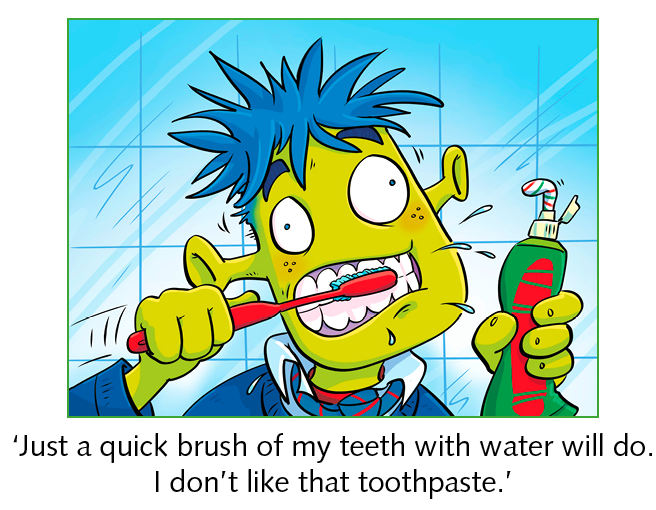 ‘Just a quick brush of my teeth with water will do.
I don’t like that toothpaste.’